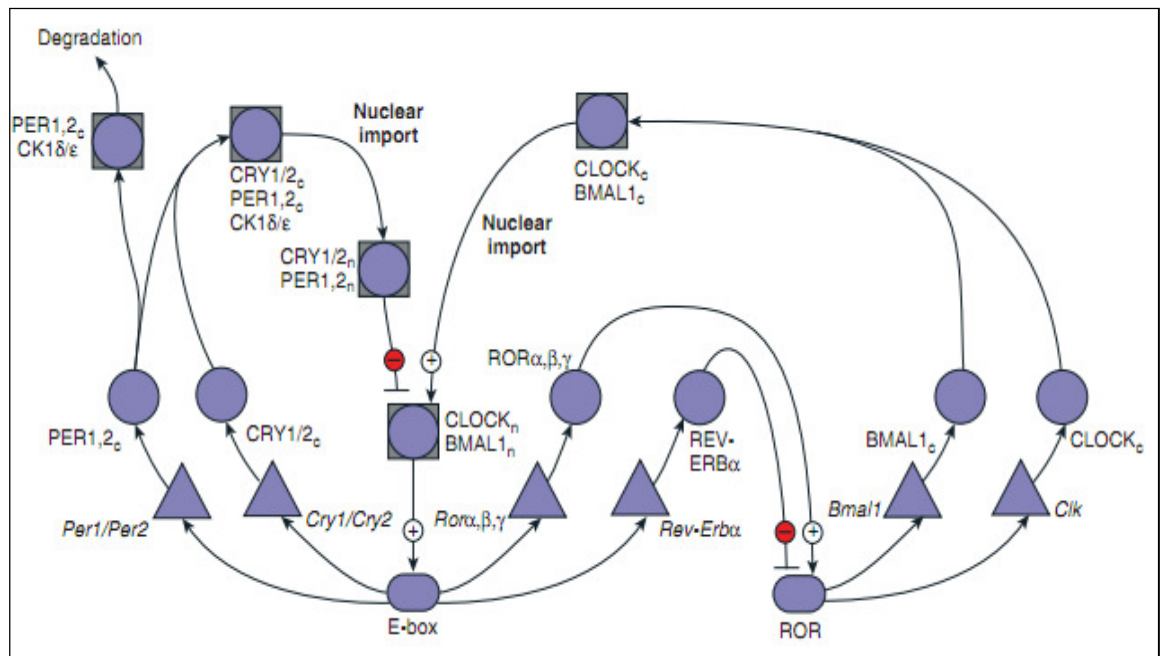 Degradation
PER1,2c
CK1δ/ε
CRY1/2c
PER1,2c
CK1δ/ε
Nuclear
import
CRY1/2n
PER1,2n
CLOCKc
BMAL1c
Nuclear
import
−
+
PER1,2c
CRY1/2c
CLOCKn
BMAL1n
RORα,β,γ
REV-
ERBα
BMAL1c
CLOCKc
Per1/Per2
Cry1/Cry2
+
Rorα,β,γ
Rev-Erbα
−
+
Bmal1
Clk
E-box
ROR